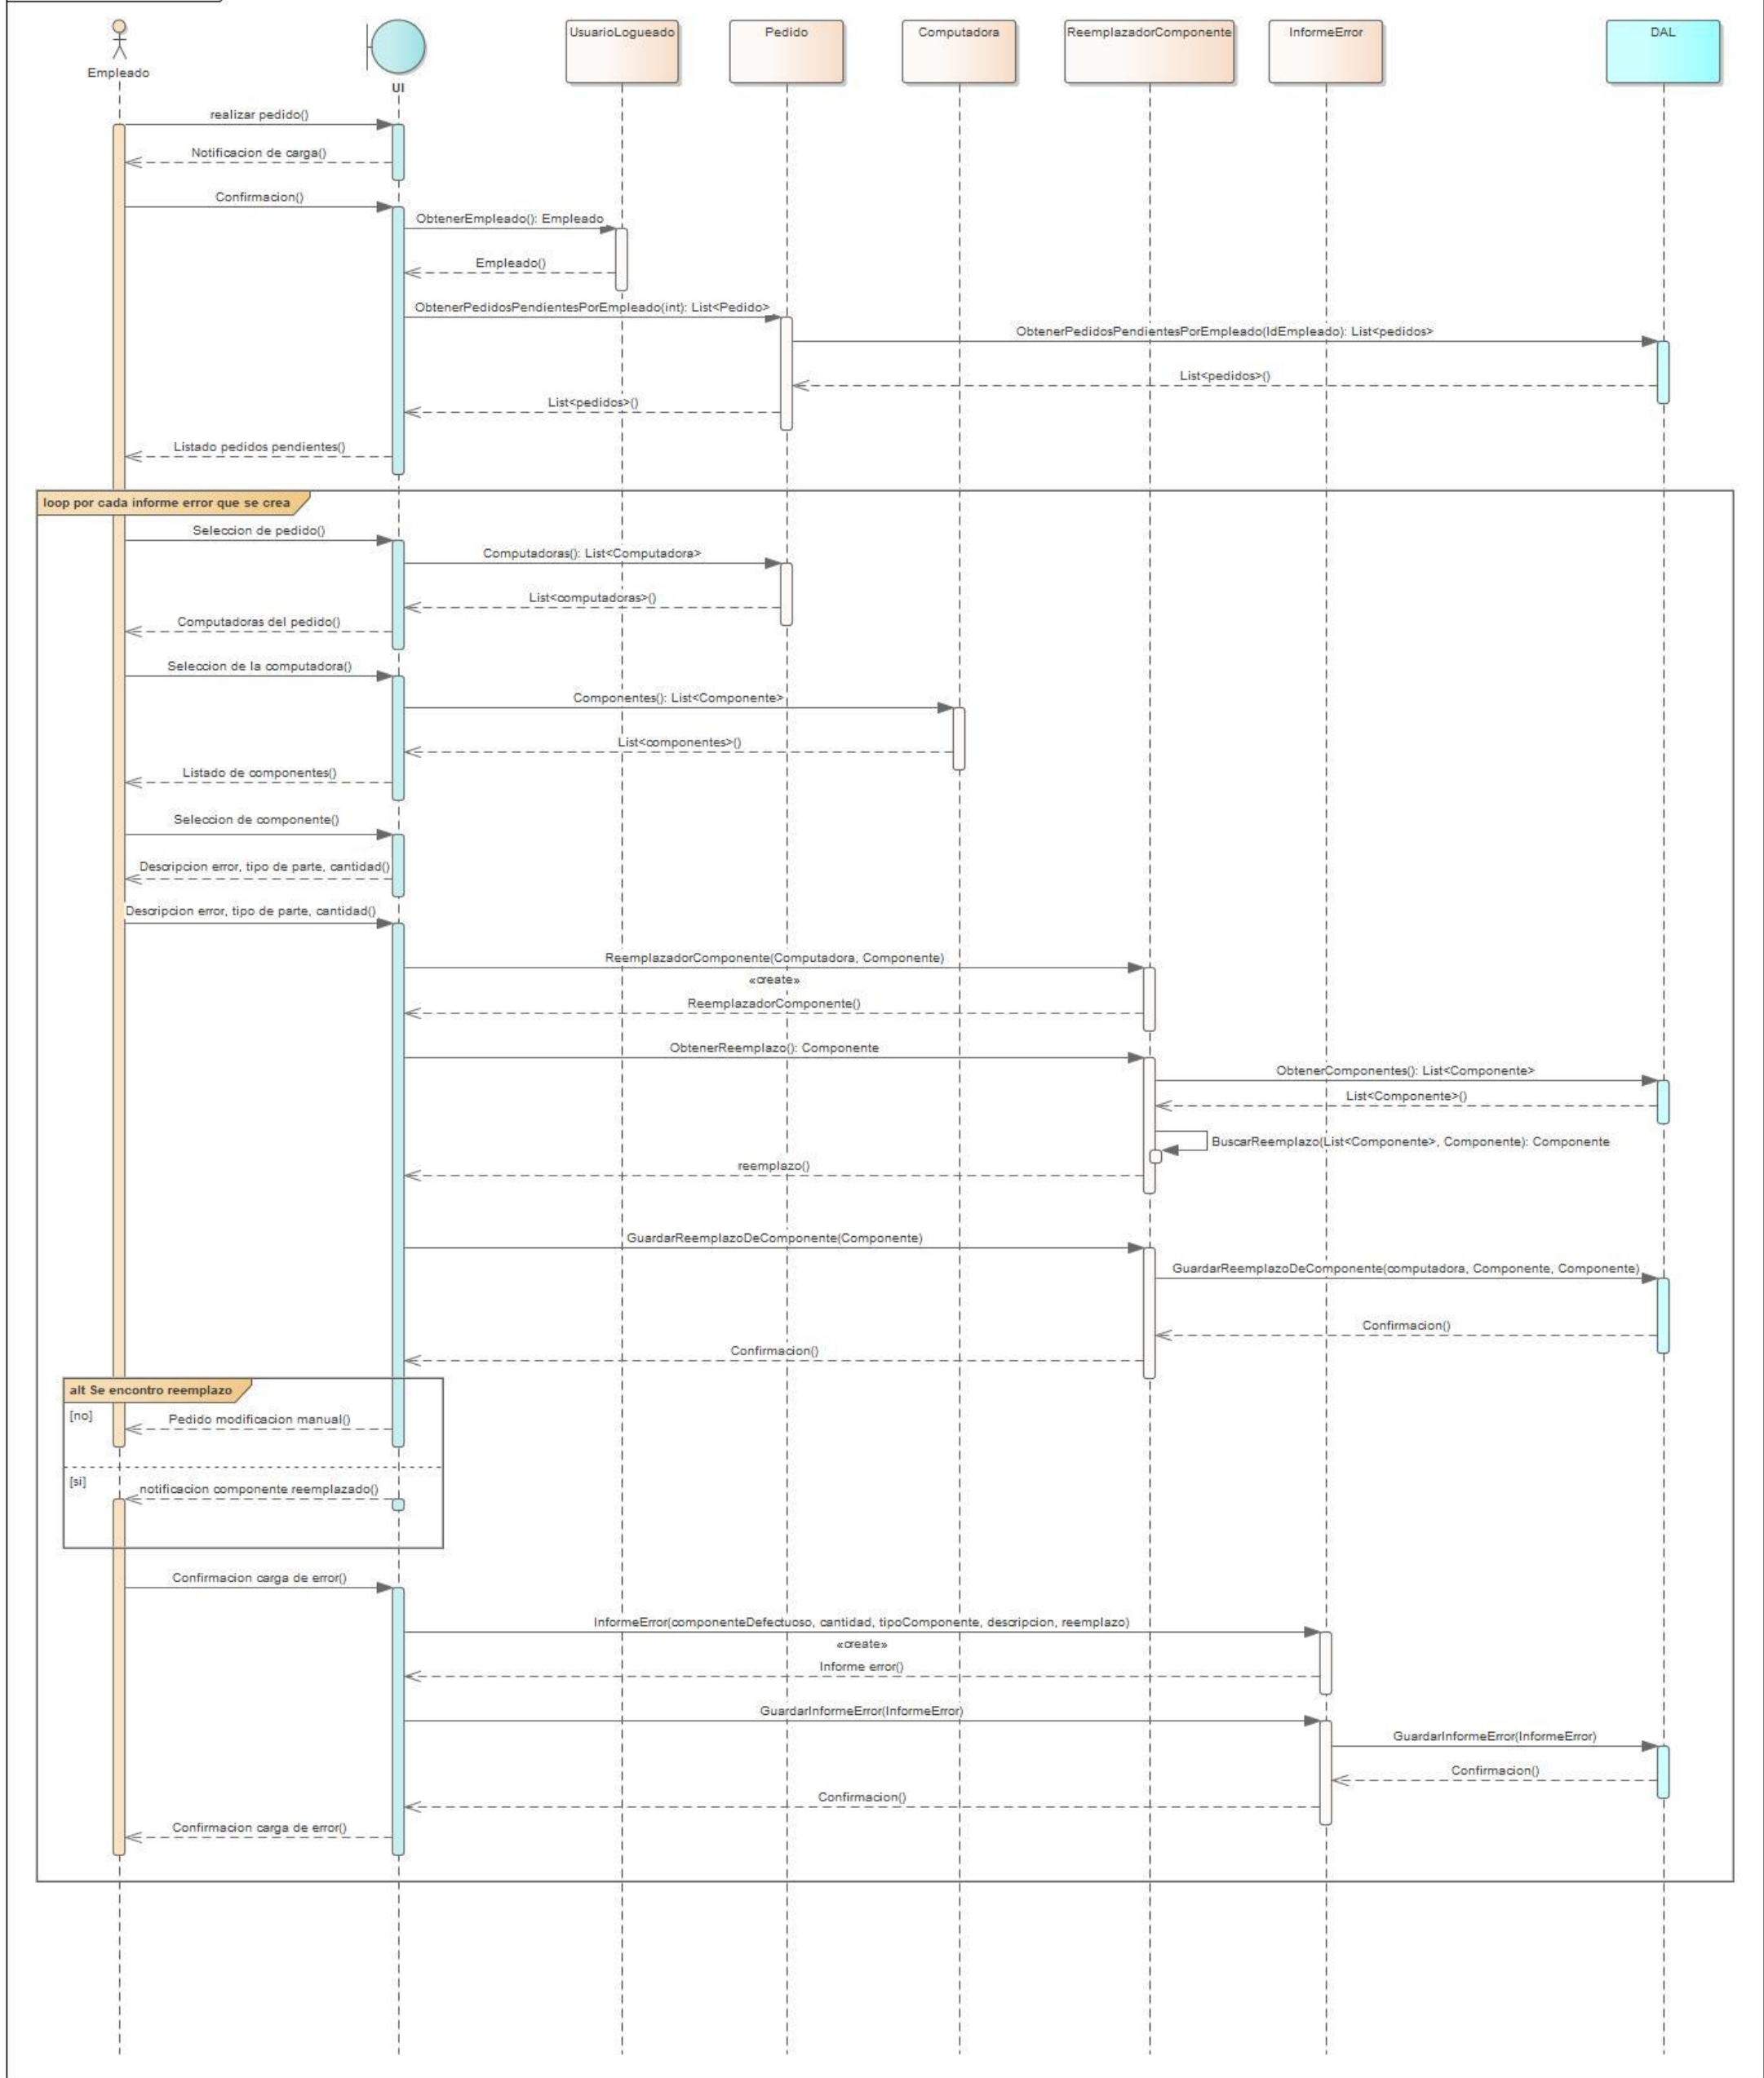 Empleado
UI
UsuarioLogueado
Pedido
Computadora
ReemplazadorComponente
InformeError
DAL
realizar pedido()
Notificacion de carga()
Confirmacion()
ObtenerEmpleado(): Empleado
Empleado()
ObtenerPedidosPendientesPorEmpleado(int): List<Pedido>
ObtenerPedidosPendientesPorEmpleado(IdEmpleado): List<pedidos>
List<pedidos>()
List<pedidos>()
Listado pedidos pendientes()
loop por cada informe error que se crea
Seleccion de pedido()
Computadoras(): List<Computadora>
List<computadoras>()
Computadoras del pedido()
Seleccion de la computadora()
Componentes(): List<Componente>
List<componentes>()
Listado de componentes()
Seleccion de componente()
Descripcion error, tipo de parte, cantidad()
Descripcion error, tipo de parte, cantidad()
ReemplazadorComponente(Computadora, Componente)
«create»
ReemplazadorComponente()
ObtenerReemplazo(): Componente
ObtenerComponentes(): List<Componente>
List<Componente>()
BuscarReemplazo(List<Componente>, Componente): Componente
reemplazo()
GuardarReemplazoDeComponente(Componente)
GuardarReemplazoDeComponente(computadora, Componente, Componente)
Confirmacion()
Confirmacion()
alt Se encontro reemplazo
[no]
Pedido modificacion manual()
[si]
notificacion componente reemplazado()
Confirmacion carga de error()
InformeError(componenteDefectuoso, cantidad, tipoComponente, descripcion, reemplazo)
«create»
Informe error()
GuardarInformeError(InformeError)
GuardarInformeError(InformeError)
Confirmacion()
Confirmacion()
Confirmacion carga de error()